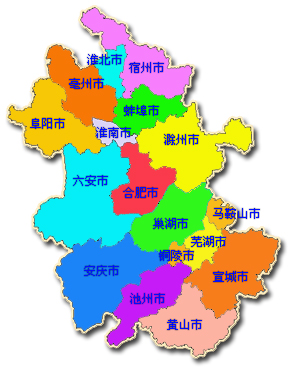 淮北市
宿州市
亳州市
蚌埠市
阜阳市
淮南市
滁州市
六安市
合肥市
马鞍山市
巢湖市
芜湖市
铜陵市
安庆市
宣城市
池州市
黄山市